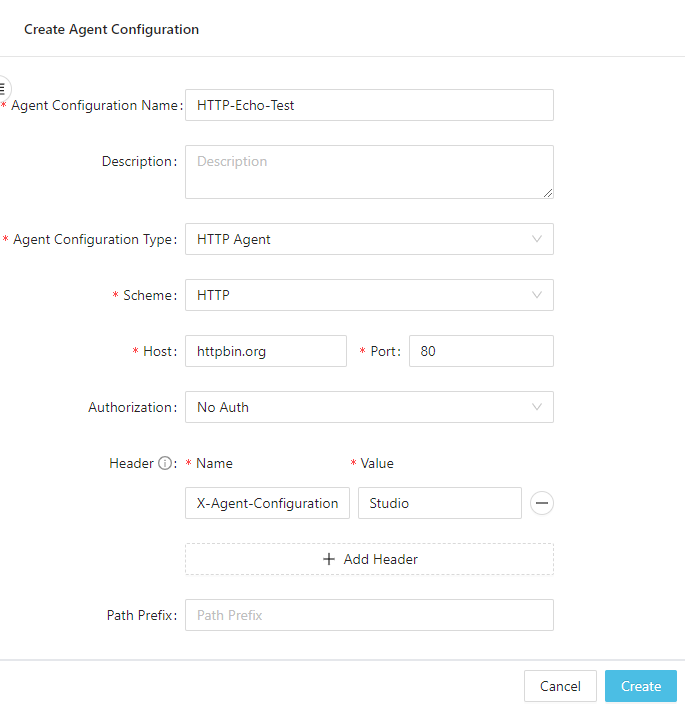 Create Agent Configuration
* Agent Configuration Name: HTTP-Echo-Test
Description: Description
* Agent Configuration Type: HTTP Agent
* Scheme: HTTP
* Host: httpbin.org * Port: 80
Authorization: No Auth
Header : * Name * Value
X-Agent-Configuration Studio
+ Add Header
Path Prefix: Path Prefix
Cancel Create